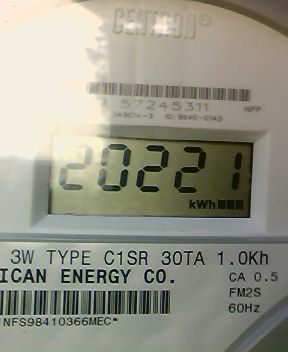 CENTRON®
57245311
HPP
20221
kWh
3W TYPE C1SR 30TA 1.0Kh
ICAN ENERGY CO. CA 0.5
FM2S
60Hz
NFS98410366MEC*